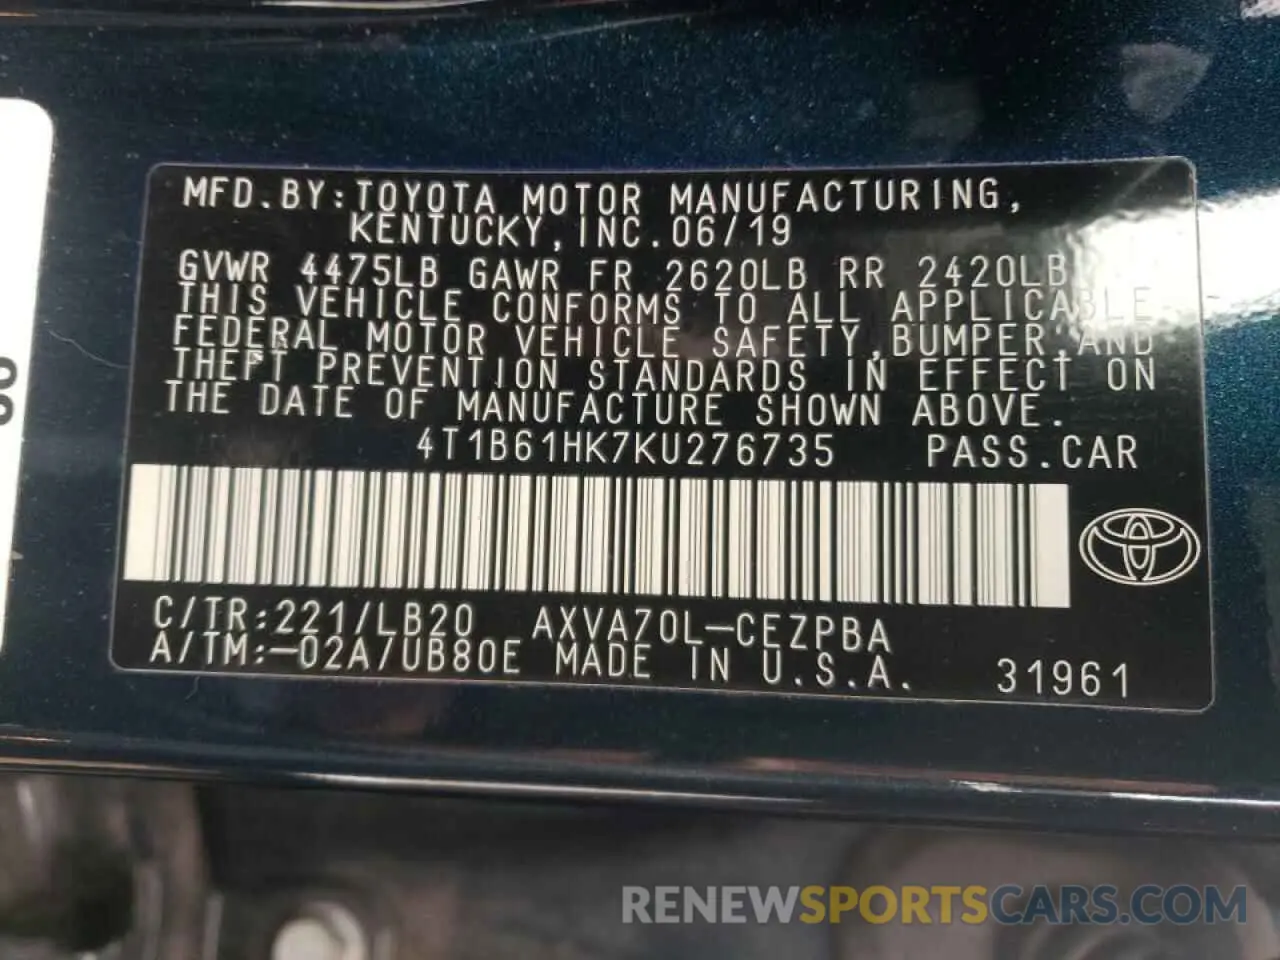 MFD.BY:TOYOTA MOTOR MANUFACTURING,
KENTUCKY,INC.06/19
GVWR 4475LB GAWR FR 2620LB RR 2420LB
THIS VEHICLE CONFORMS TO ALL APPLICABLE
FEDERAL MOTOR VEHICLE SAFETY,BUMPER,AND
THEFT PREVENTION STANDARDS IN EFFECT ON
THE DATE OF MANUFACTURE SHOWN ABOVE.
4T1B61HK7KU276735 PASS.CAR
C/TR:221/LB20 AXVA70L-CEZPBA
A/TM:-02A/UB80E MADE IN U.S.A. 31961
RENEWSPORTSCARS.COM